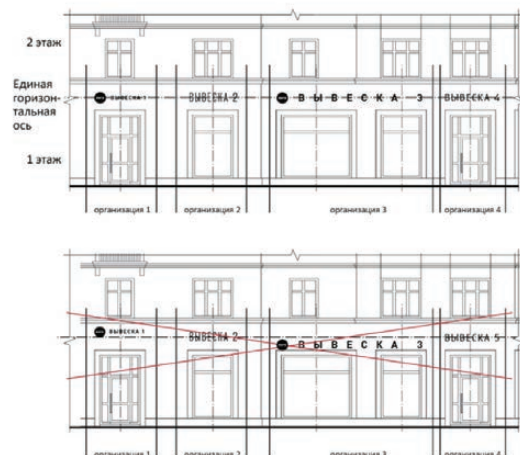 2 этаж
Единая
горизон-
тальная
ось
ВЫВЕСКА 1
ВЫВЕСКА 2
ВЫВЕСКА 3
ВЫВЕСКА 4
1 этаж
организация 1
организация 2
организация 3
организация 4
ВЫВЕСКА 1
ВЫВЕСКА 2
ВЫВЕСКА 3
ВЫВЕСКА 5
организация 1
организация 2
организация 3
организация 4